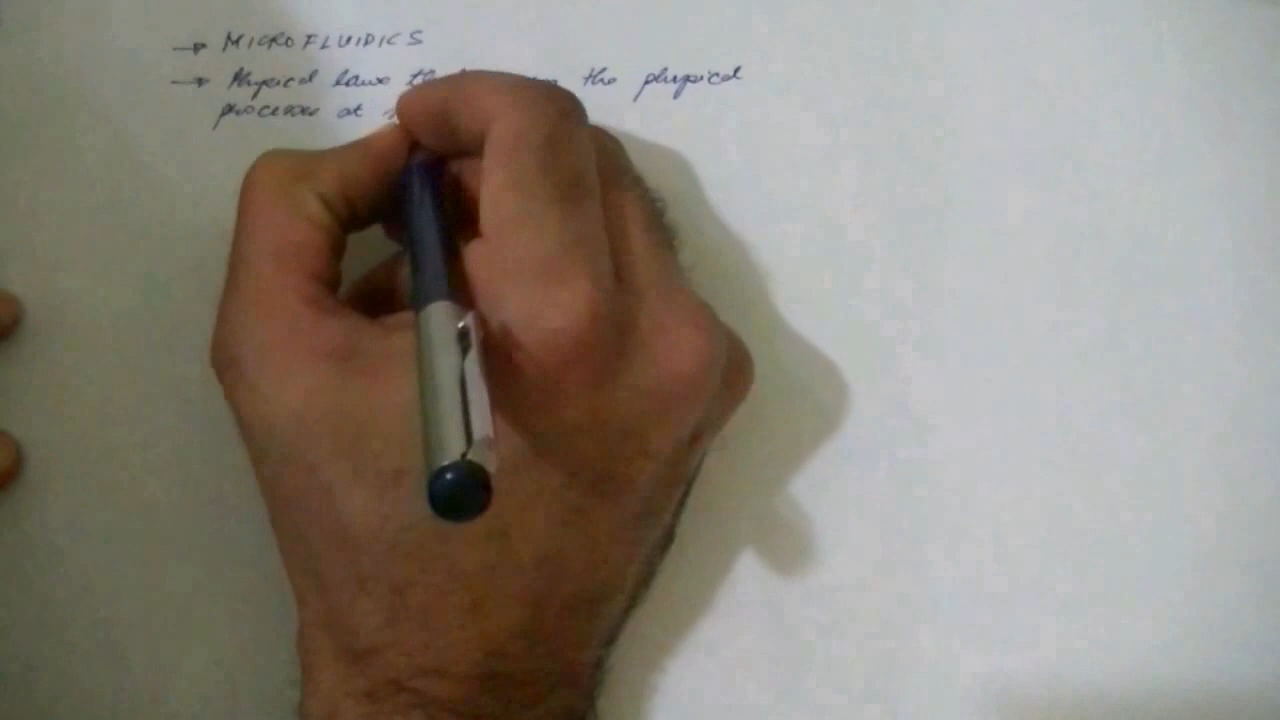 → MICROFLUIDICS
→ Physical laws the physical
processes at